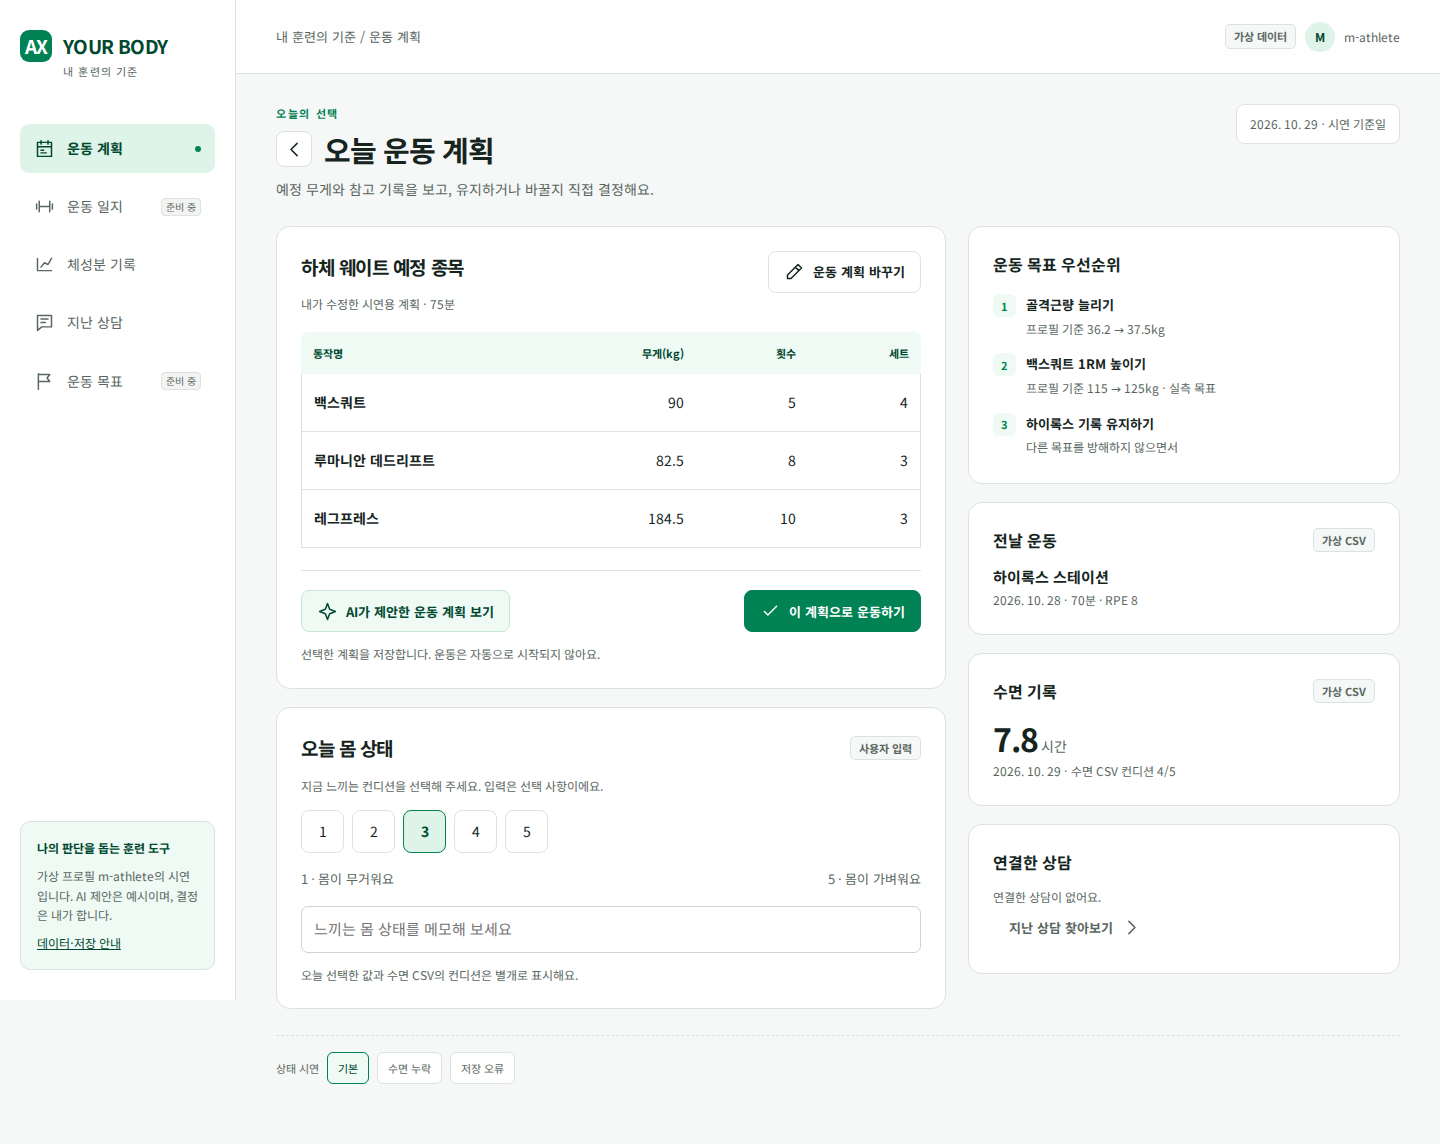 AX YOUR BODY
내 훈련의 기준
운동 계획
운동 일지 준비 중
체성분 기록
지난 상담
운동 목표 준비 중
나의 판단을 돕는 훈련 도구
가상 프로필 m-athlete의 시연
입니다. AI 제안은 예시이며, 결정
은 내가 합니다.
데이터·저장 안내
내 훈련의 기준 / 운동 계획
가상 데이터 M m-athlete
오늘의 선택
오늘 운동 계획
예정 무게와 참고 기록을 보고, 유지하거나 바꿀지 직접 결정해요.
2026. 10. 29 · 시연 기준일
하체 웨이트 예정 종목
내가 수정한 시연용 계획 · 75분
운동 계획 바꾸기
동작명 무게(kg) 횟수 세트
백스쿼트 90 5 4
루마니안 데드리프트 82.5 8 3
레그프레스 184.5 10 3
AI가 제안한 운동 계획 보기
이 계획으로 운동하기
선택한 계획을 저장합니다. 운동은 자동으로 시작되지 않아요.
오늘 몸 상태
사용자 입력
지금 느끼는 컨디션을 선택해 주세요. 입력은 선택 사항이에요.
1 2 3 4 5
1 · 몸이 무거워요
5 · 몸이 가벼워요
느끼는 몸 상태를 메모해 보세요
오늘 선택한 값과 수면 CSV의 컨디션은 별개로 표시해요.
운동 목표 우선순위
1 골격근량 늘리기
프로필 기준 36.2 → 37.5kg
2 백스쿼트 1RM 높이기
프로필 기준 115 → 125kg · 실측 목표
3 하이록스 기록 유지하기
다른 목표를 방해하지 않으면서
전날 운동
가상 CSV
하이록스 스테이션
2026. 10. 28 · 70분 · RPE 8
수면 기록
가상 CSV
7.8 시간
2026. 10. 29 · 수면 CSV 컨디션 4/5
연결한 상담
연결한 상담이 없어요.
지난 상담 찾아보기
상태 시연 기본 수면 누락 저장 오류